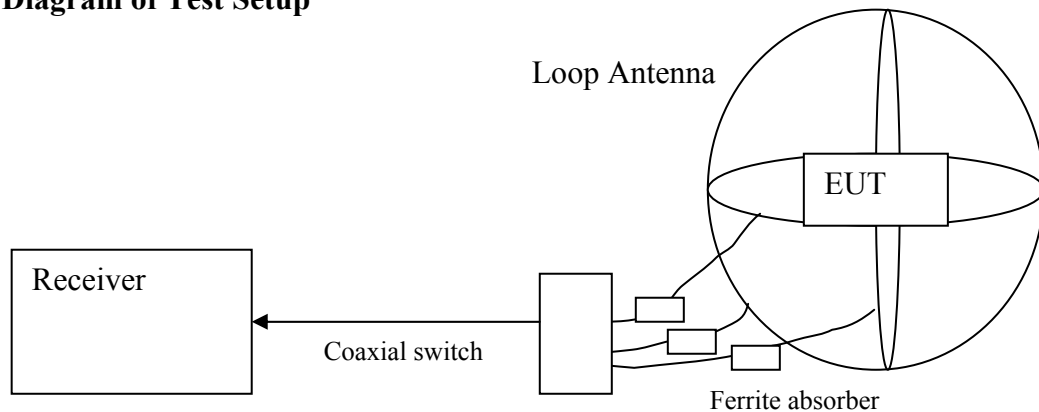 Diagram of Test Setup
Loop Antenna
EUT
Receiver
Coaxial switch
Ferrite absorber